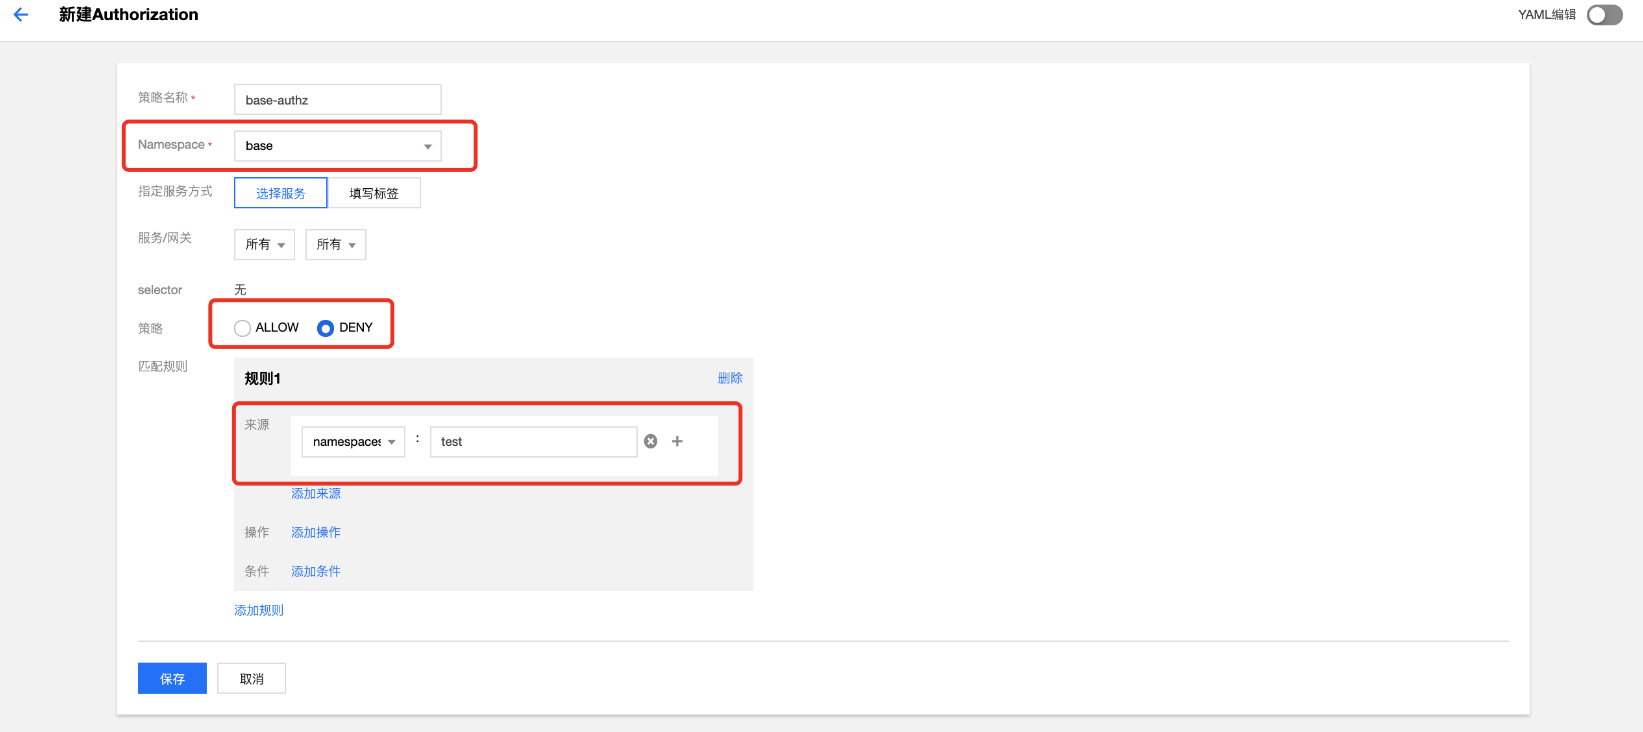 新建Authorization
YAML编辑
策略名称 * base-authz
Namespace * base
指定服务方式 选择服务 填写标签
服务/网关 所有 所有
selector 无
策略 ALLOW DENY
匹配规则
规则1 删除
来源 namespaces : test
添加来源
操作 添加操作
条件 添加条件
添加规则
保存 取消